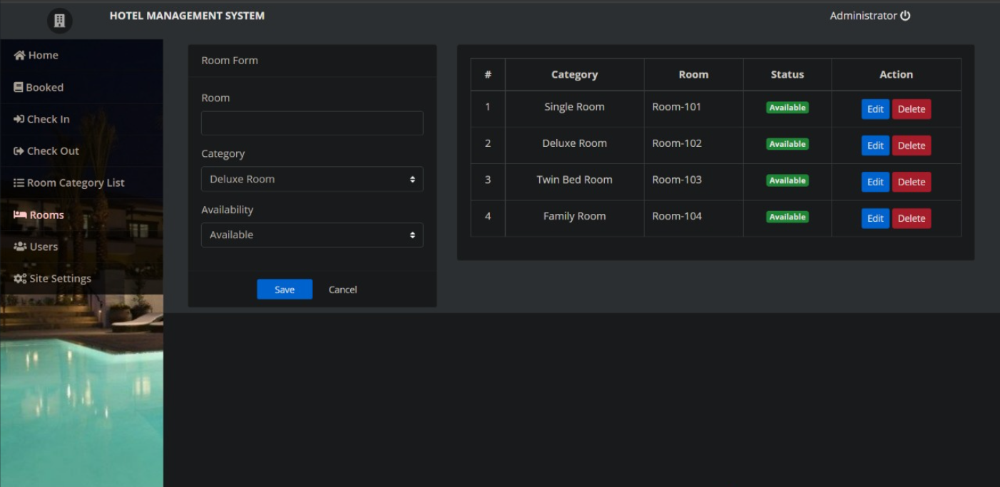 HOTEL MANAGEMENT SYSTEM
Administrator
Home
Booked
Check In
Check Out
Room Category List
Rooms
Users
Site Settings
Room Form
Room
Category
Deluxe Room
Availability
Available
Save Cancel
# Category Room Status Action
1 Single Room Room-101 Available Edit Delete
2 Deluxe Room Room-102 Available Edit Delete
3 Twin Bed Room Room-103 Available Edit Delete
4 Family Room Room-104 Available Edit Delete